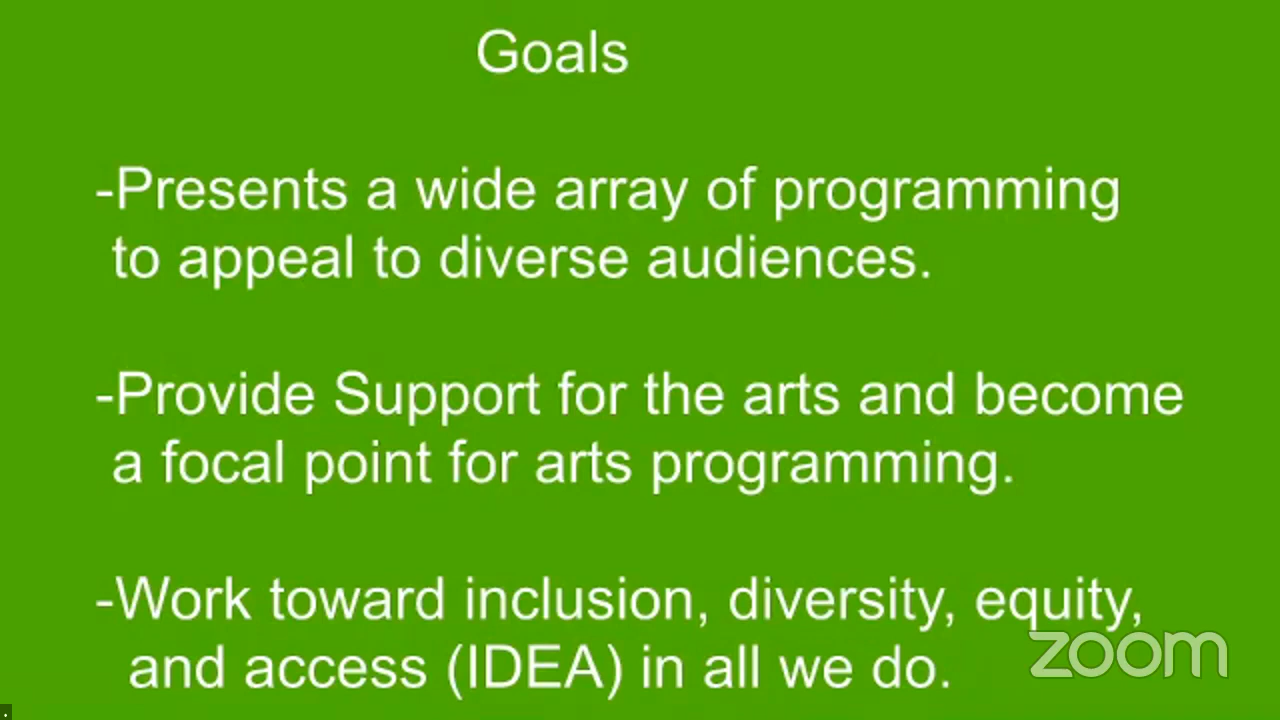 Goals
-Presents a wide array of programming
to appeal to diverse audiences.
-Provide Support for the arts and become
a focal point for arts programming.
-Work toward inclusion, diversity, equity,
and access (IDEA) in all we do.
zoom